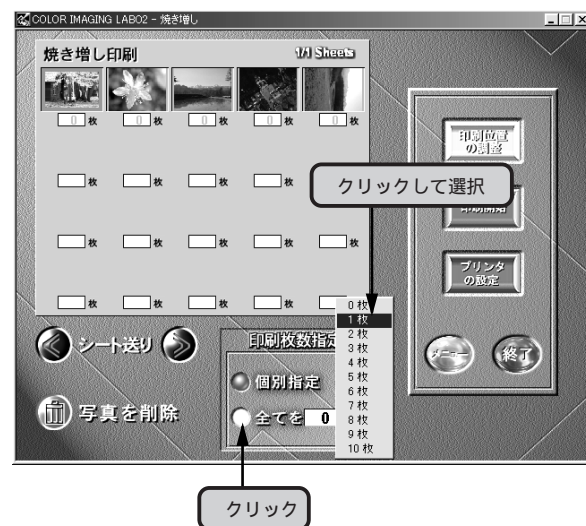 COLOR IMAGING LABO2 - 焼き増し
焼き増し印刷
1/1 Sheets
0 枚 0 枚 0 枚 0 枚 0 枚
枚 枚 枚 枚 枚
枚 枚 枚 枚 枚
枚 枚 枚 枚
印刷位置
の調整
クリックして選択
印刷開始
プリンタ
の設定
メニュー
終了
シート送り
写真を削除
印刷枚数指定
個別指定
全てを 0
0 枚
1 枚
2 枚
3 枚
4 枚
5 枚
6 枚
7 枚
8 枚
9 枚
10 枚
クリック